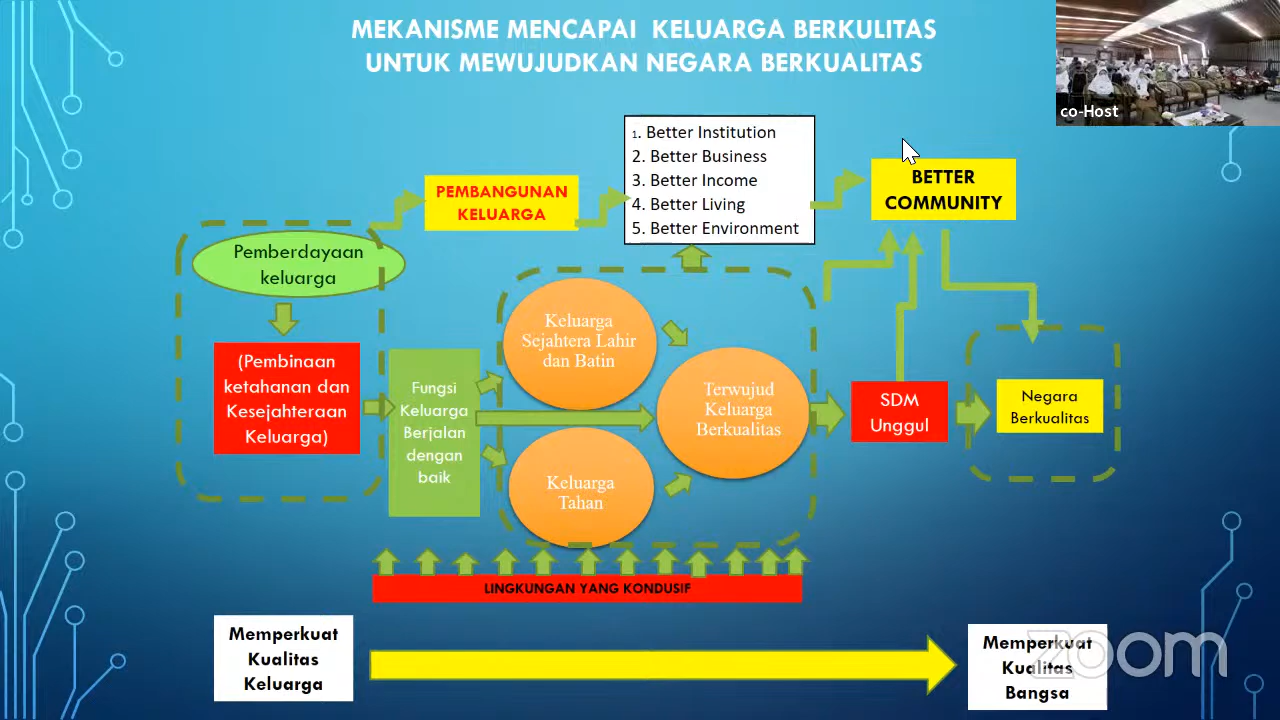 MEKANISME MENCAPAI KELUARGA BERKULITAS
UNTUK MEWUJUDKAN NEGARA BERKUALITAS
co-Host
1. Better Institution
2. Better Business
3. Better Income
4. Better Living
5. Better Environment
BETTER
COMMUNITY
PEMBANGUNAN
KELUARGA
Pemberdayaan
keluarga
(Pembinaan
ketahanan dan
Kesejahteraan
Keluarga)
Fungsi
Keluarga
Berjalan
dengan
baik
Keluarga
Sejahtera Lahir
dan Batin
Terwujud
Keluarga
Berkualitas
Keluarga
Tahan
SDM
Unggul
Negara
Berkualitas
LINGKUNGAN YANG KONDUSIF
Memperkuat
Kualitas
Keluarga
Memperkuat
Kualitas
Bangsa
zoom